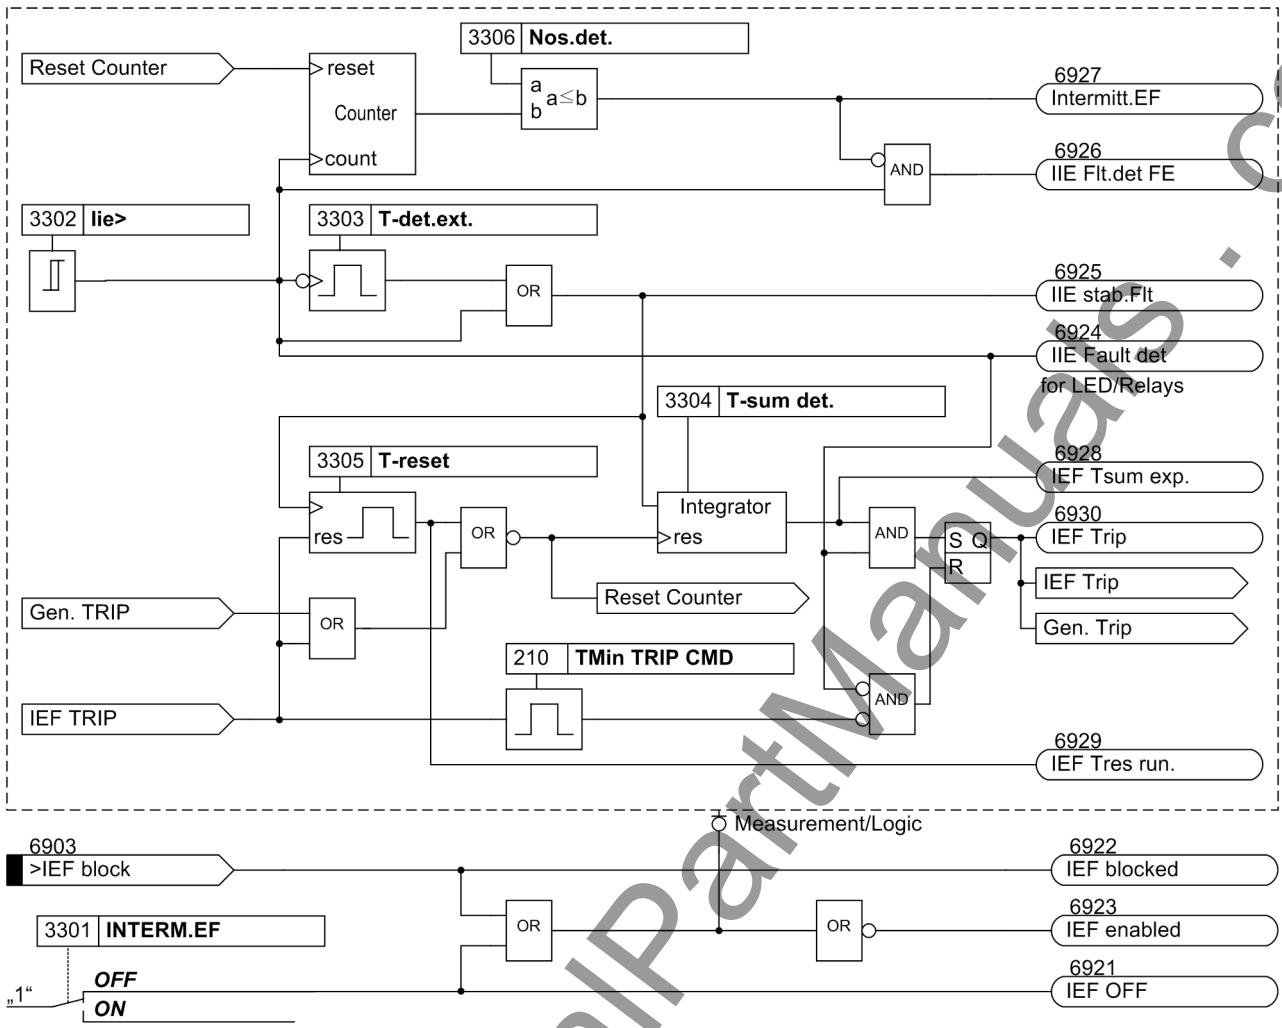 3306 Nos.det.
Reset Counter
reset
Counter
count
a
b
a≤b
6927
Intermitt.EF
6926
IIE Flt.det FE
AND
3302 Iie>
3303 T-det.ext.
OR
6925
IIE stab.Flt
6924
IIE Fault det
for LED/Relays
3304 T-sum det.
3305 T-reset
res
OR
Integrator
res
6928
IEF Tsum exp.
AND
S Q
R
6930
IEF Trip
IEF Trip
Gen. Trip
Reset Counter
Gen. TRIP
OR
210 TMin TRIP CMD
IEF TRIP
AND
6929
IEF Tres run.
Measurement/Logic
6903
>IEF block
6922
IEF blocked
3301 INTERM.EF
OR
OR
6923
IEF enabled
„1“
OFF
ON
6921
IEF OFF